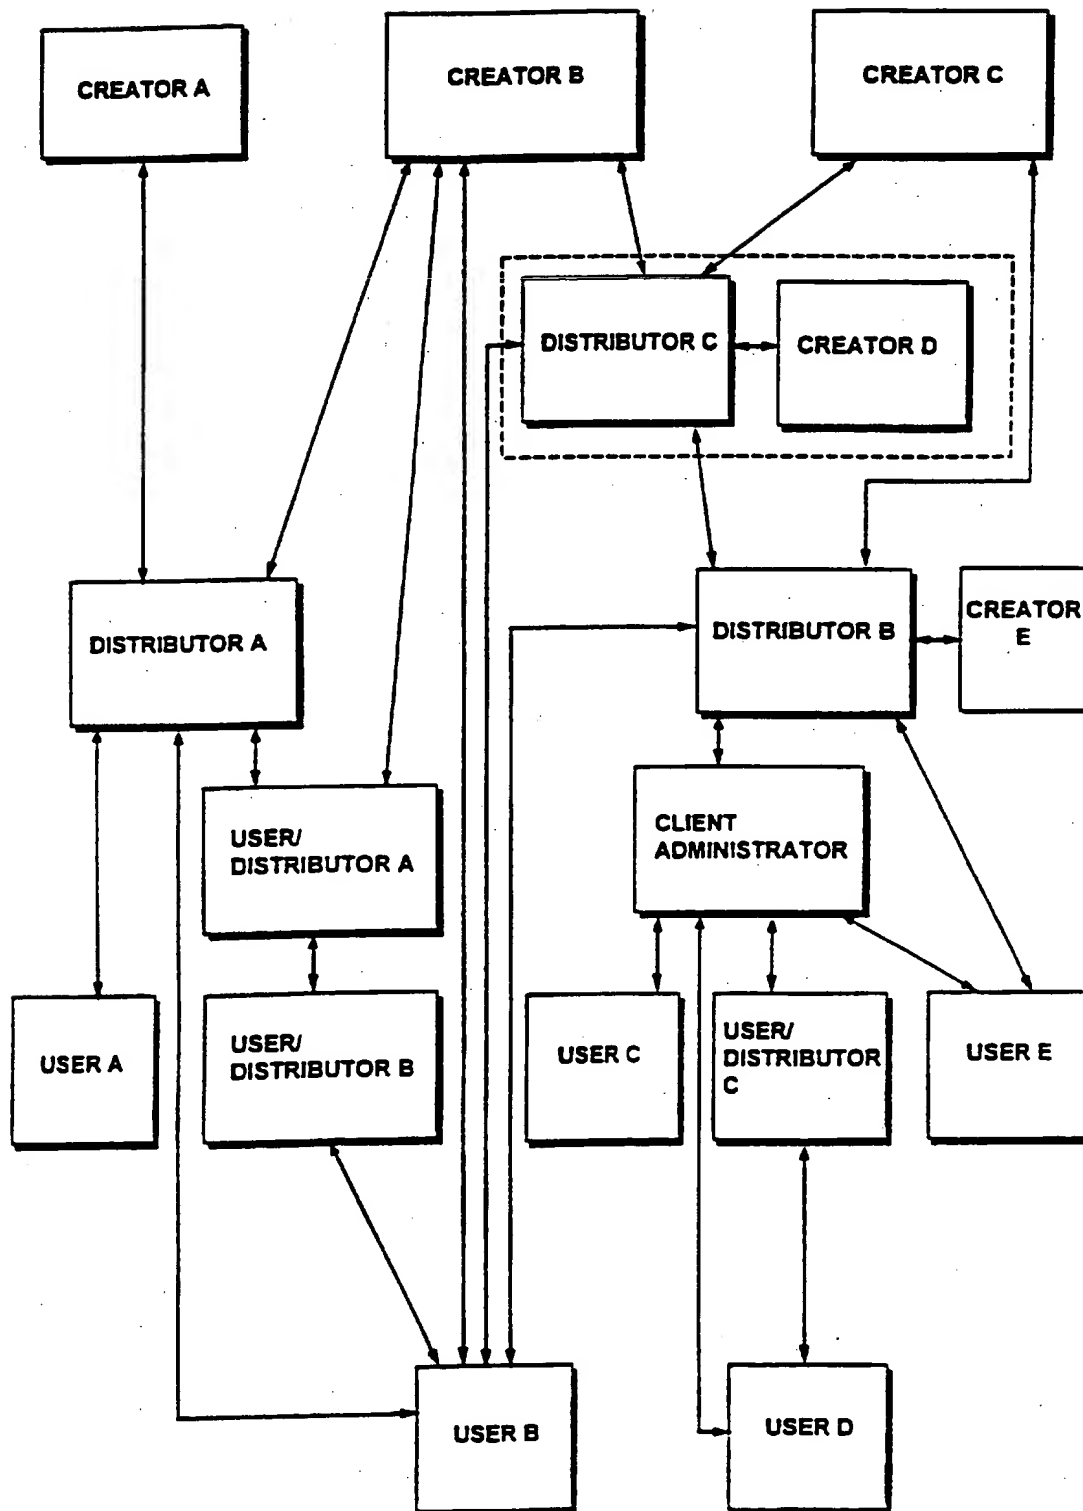 CREATOR A
CREATOR B
CREATOR C
DISTRIBUTOR C
CREATOR D
DISTRIBUTOR A
DISTRIBUTOR B
CREATOR
E
USER/
DISTRIBUTOR A
CLIENT
ADMINISTRATOR
USER A
USER/
DISTRIBUTOR B
USER C
USER/
DISTRIBUTOR
C
USER E
USER B
USER D